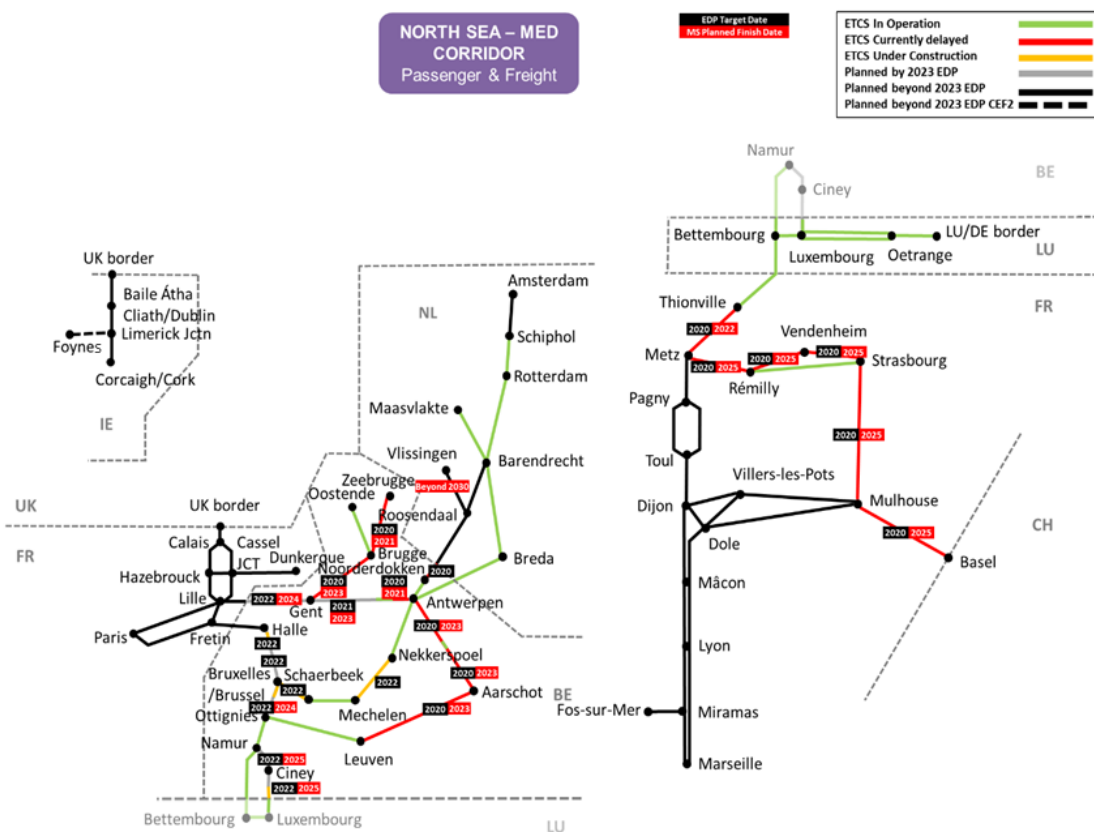 NORTH SEA – MED
CORRIDOR
Passenger & Freight
EDP Target Date
MS Planned Finish Date
ETCS In Operation
ETCS Currently delayed
ETCS Under Construction
Planned by 2023 EDP
Planned beyond 2023 EDP
Planned beyond 2023 EDP CEF2
UK border
Baile Átha
Cliath/Dublin
Limerick Jctn
Foynes
Corcaigh/Cork
IE
UK
FR
NL
Amsterdam
Schiphol
Rotterdam
Maasvlakte
Vlissingen
Barendrecht
Zeebrugge
Beyond 2030
Oostende
Roosendaal
2020
2021
UK border
Calais
Cassel
JCT
Dunkerque
Brugge
Breda
Noorderdokken
2020
Hazebrouck
2020
2023
2020
2021
Lille
2022 2024
Gent
2021
2023
Antwerpen
Paris
Fretin
Halle
2020 2023
2022
2022
Nekkerspoel
Bruxelles
/Brussel
Schaerbeek
2022
2022
2020 2023
Aarschot
BE
2022 2024
Mechelen
2020 2023
Ottignies
Leuven
Namur
2022 2025
Ciney
2022 2025
Bettembourg
Luxembourg
LU
Namur
Ciney
BE
Bettembourg
Luxembourg
Oetrange
LU/DE border
LU
FR
Thionville
2020 2022
Vendenheim
Metz
2020 2025
2020 2025
2020 2025
Strasbourg
Rémilly
Pagny
2020 2025
Toul
Villers-les-Pots
Dijon
Mulhouse
CH
Dole
2020 2025
Basel
Mâcon
Lyon
Fos-sur-Mer
Miramas
Marseille